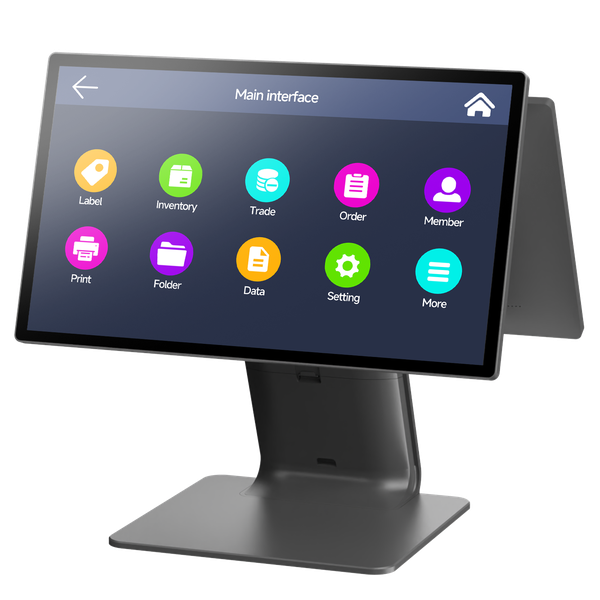 Main interface
Label
Inventory
Trade
Order
Member
Print
Folder
Data
Setting
More